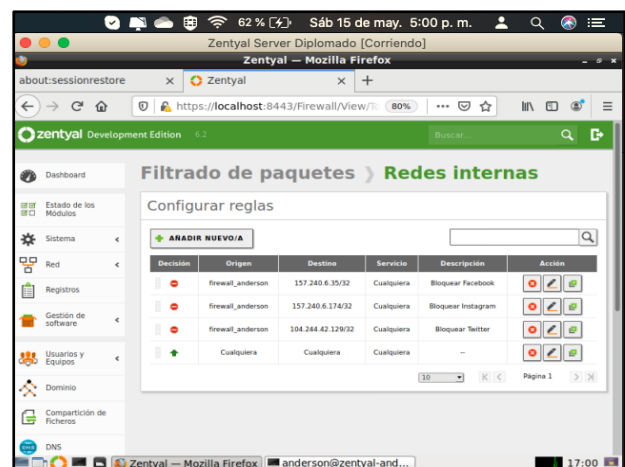 62 % Sáb 15 de may. 5:00 p. m.
Zentyal Server Diplomado [Corriendo]
Zentyal — Mozilla Firefox
about:sessionrestore
Zentyal
https://localhost:8443/Firewall/View/
80%
zentyal Development Edition 6.2
Buscar...
Filtrado de paquetes Redes internas
Configurar reglas
AÑADIR NUEVO/A
Decisión Origen Destino Servicio Descripción Acción
firewall_anderson 157.240.6.35/32 Cualquiera Bloquear Facebook
firewall_anderson 157.240.6.174/32 Cualquiera Bloquear Instagram
firewall_anderson 104.244.42.129/32 Cualquiera Bloquear Twitter
Cualquiera Cualquiera Cualquiera --
10 K < Página 1 >
Dashboard
Estado de los
Módulos
Sistema
Red
Registros
Gestión de
software
Usuarios y
Equipos
Dominio
Compartición de
Ficheros
DNS
Zentyal — Mozilla Firefox
anderson@zentyal-and...
17:00